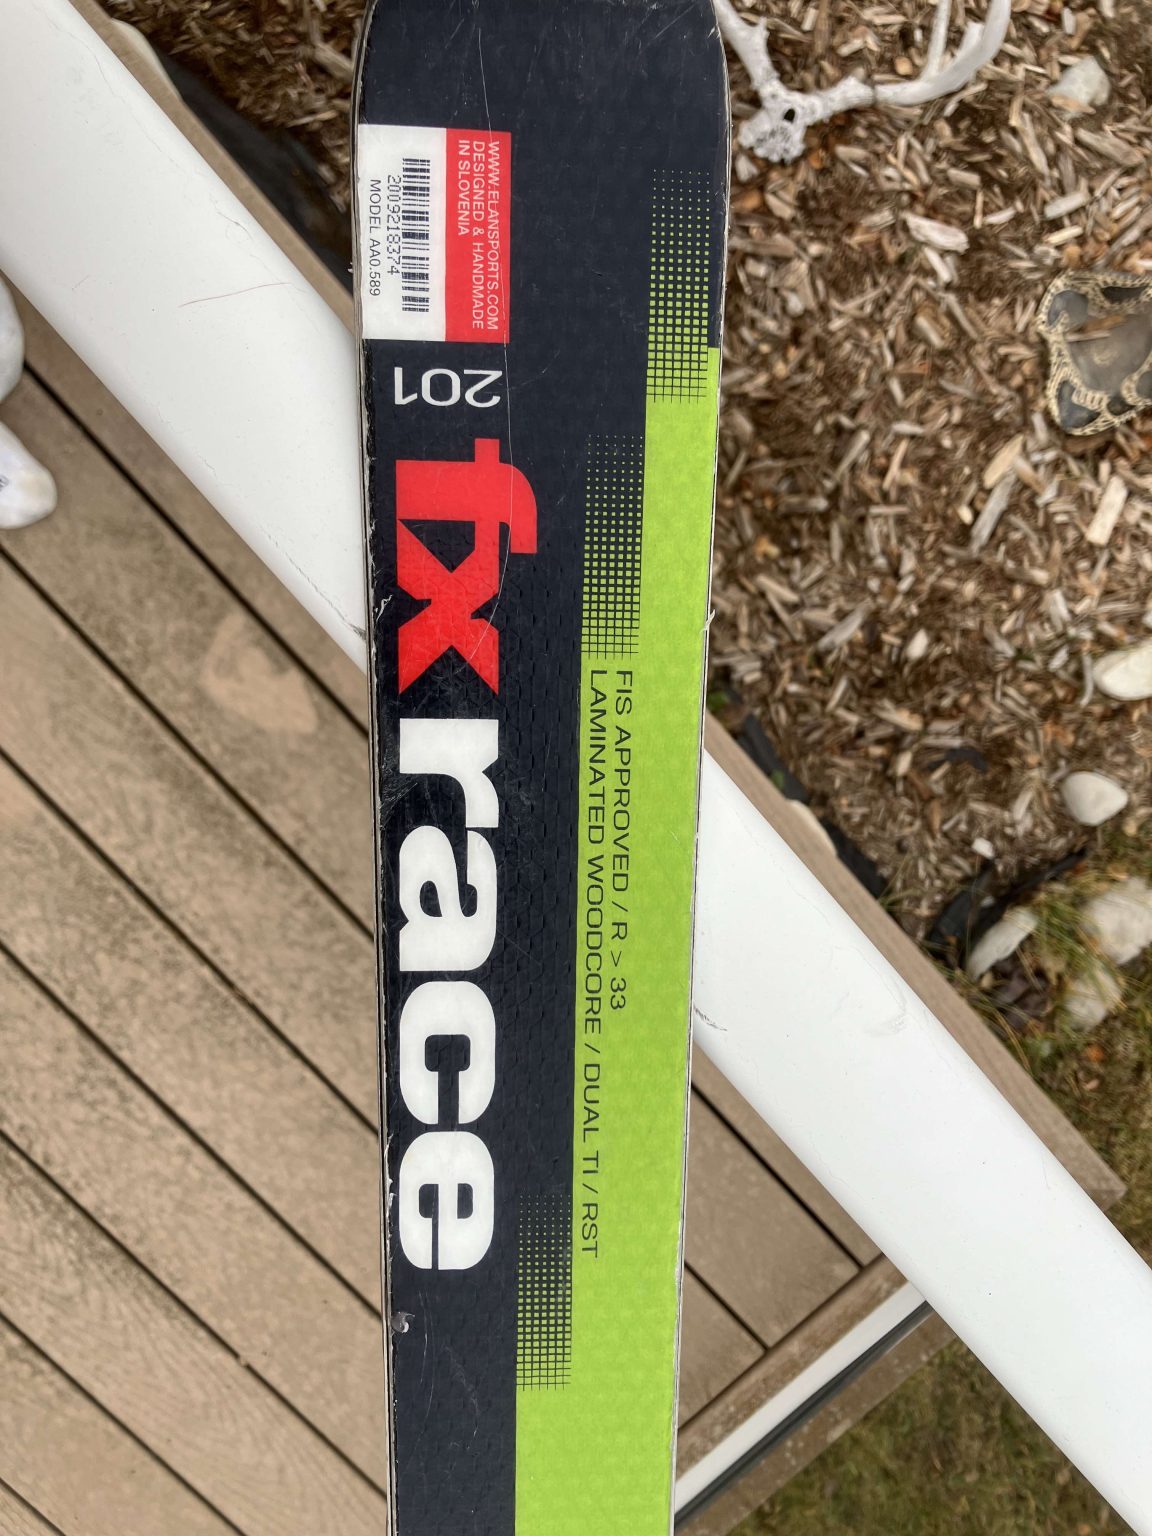 WWW.ELANSPORTS.COM
DESIGNED & HANDMADE
IN SLOVENIA
2009218374
MODEL AA0.589
201
fx race
FIS APPROVED / R > 33
LAMINATED WOODCORE / DUAL TI / RST